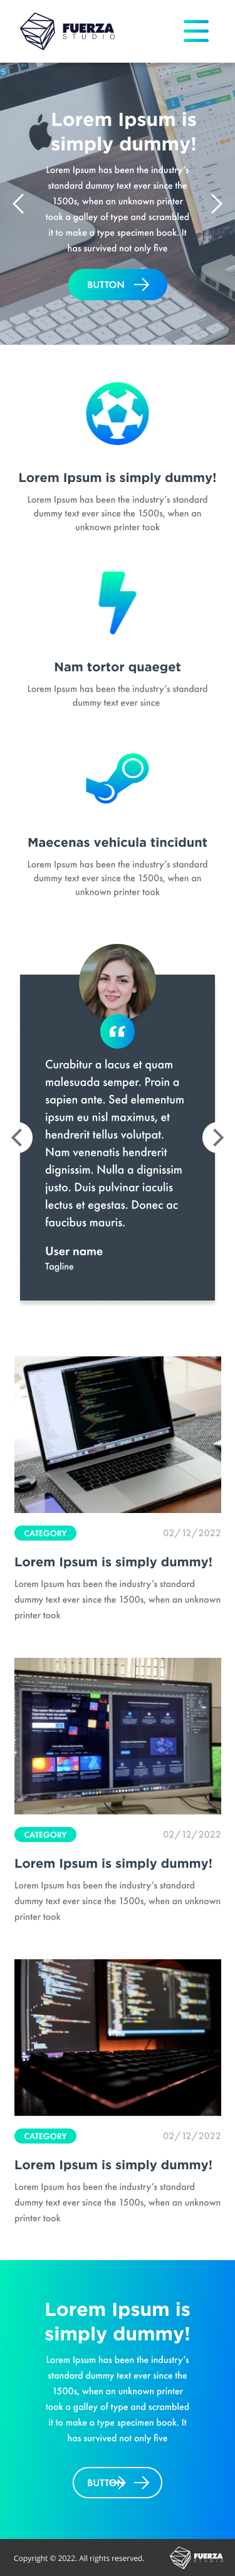 FUERZA
STUDIO
Lorem Ipsum is
simply dummy!
Lorem Ipsum has been the industry's
standard dummy text ever since the
1500s, when an unknown printer
took a galley of type and scrambled
it to make a type specimen book. It
has survived not only five
BUTTON
Lorem Ipsum is simply dummy!
Lorem Ipsum has been the industry's standard
dummy text ever since the 1500s, when an
unknown printer took
Nam tortor quaeget
Lorem Ipsum has been the industry's standard
dummy text ever since
Maecenas vehicula tincidunt
Lorem Ipsum has been the industry's standard
dummy text ever since the 1500s, when an
unknown printer took
Curabitur a lacus et quam
malesuada semper. Proin a
sapien ante. Sed elementum
ipsum eu nisl maximus, et
hendrerit tellus volutpat.
Nam venenatis hendrerit
dignissim. Nulla a dignissim
justo. Duis pulvinar iaculis
lectus et egestas. Donec ac
faucibus mauris.
User name
Tagline
CATEGORY 02/12/2022
Lorem Ipsum is simply dummy!
Lorem Ipsum has been the industry's standard
dummy text ever since the 1500s, when an unknown
printer took
CATEGORY 02/12/2022
Lorem Ipsum is simply dummy!
Lorem Ipsum has been the industry's standard
dummy text ever since the 1500s, when an unknown
printer took
CATEGORY 02/12/2022
Lorem Ipsum is simply dummy!
Lorem Ipsum has been the industry's standard
dummy text ever since the 1500s, when an unknown
printer took
Lorem Ipsum is
simply dummy!
Lorem Ipsum has been the industry's
standard dummy text ever since the
1500s, when an unknown printer
took a galley of type and scrambled
it to make a type specimen book. It
has survived not only five
BUTTON
Copyright © 2022. All rights reserved.
FUERZA
STUDIO